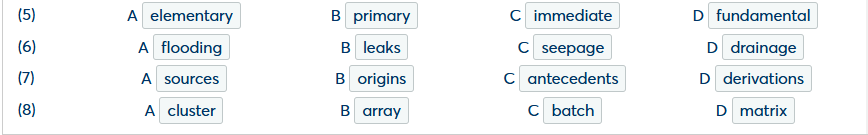 (5) A elementary B primary C immediate D fundamental
(6) A flooding B leaks C seepage D drainage
(7) A sources B origins C antecedents D derivations
(8) A cluster B array C batch D matrix